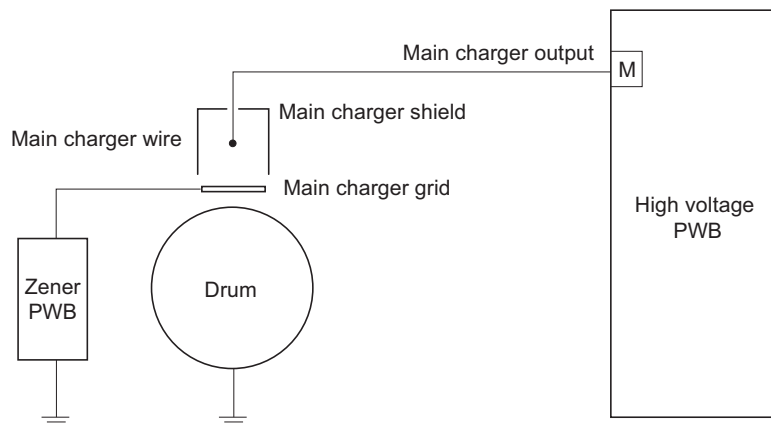 Main charger output
M
Main charger shield
Main charger wire
Main charger grid
High voltage
PWB
Zener
PWB
Drum